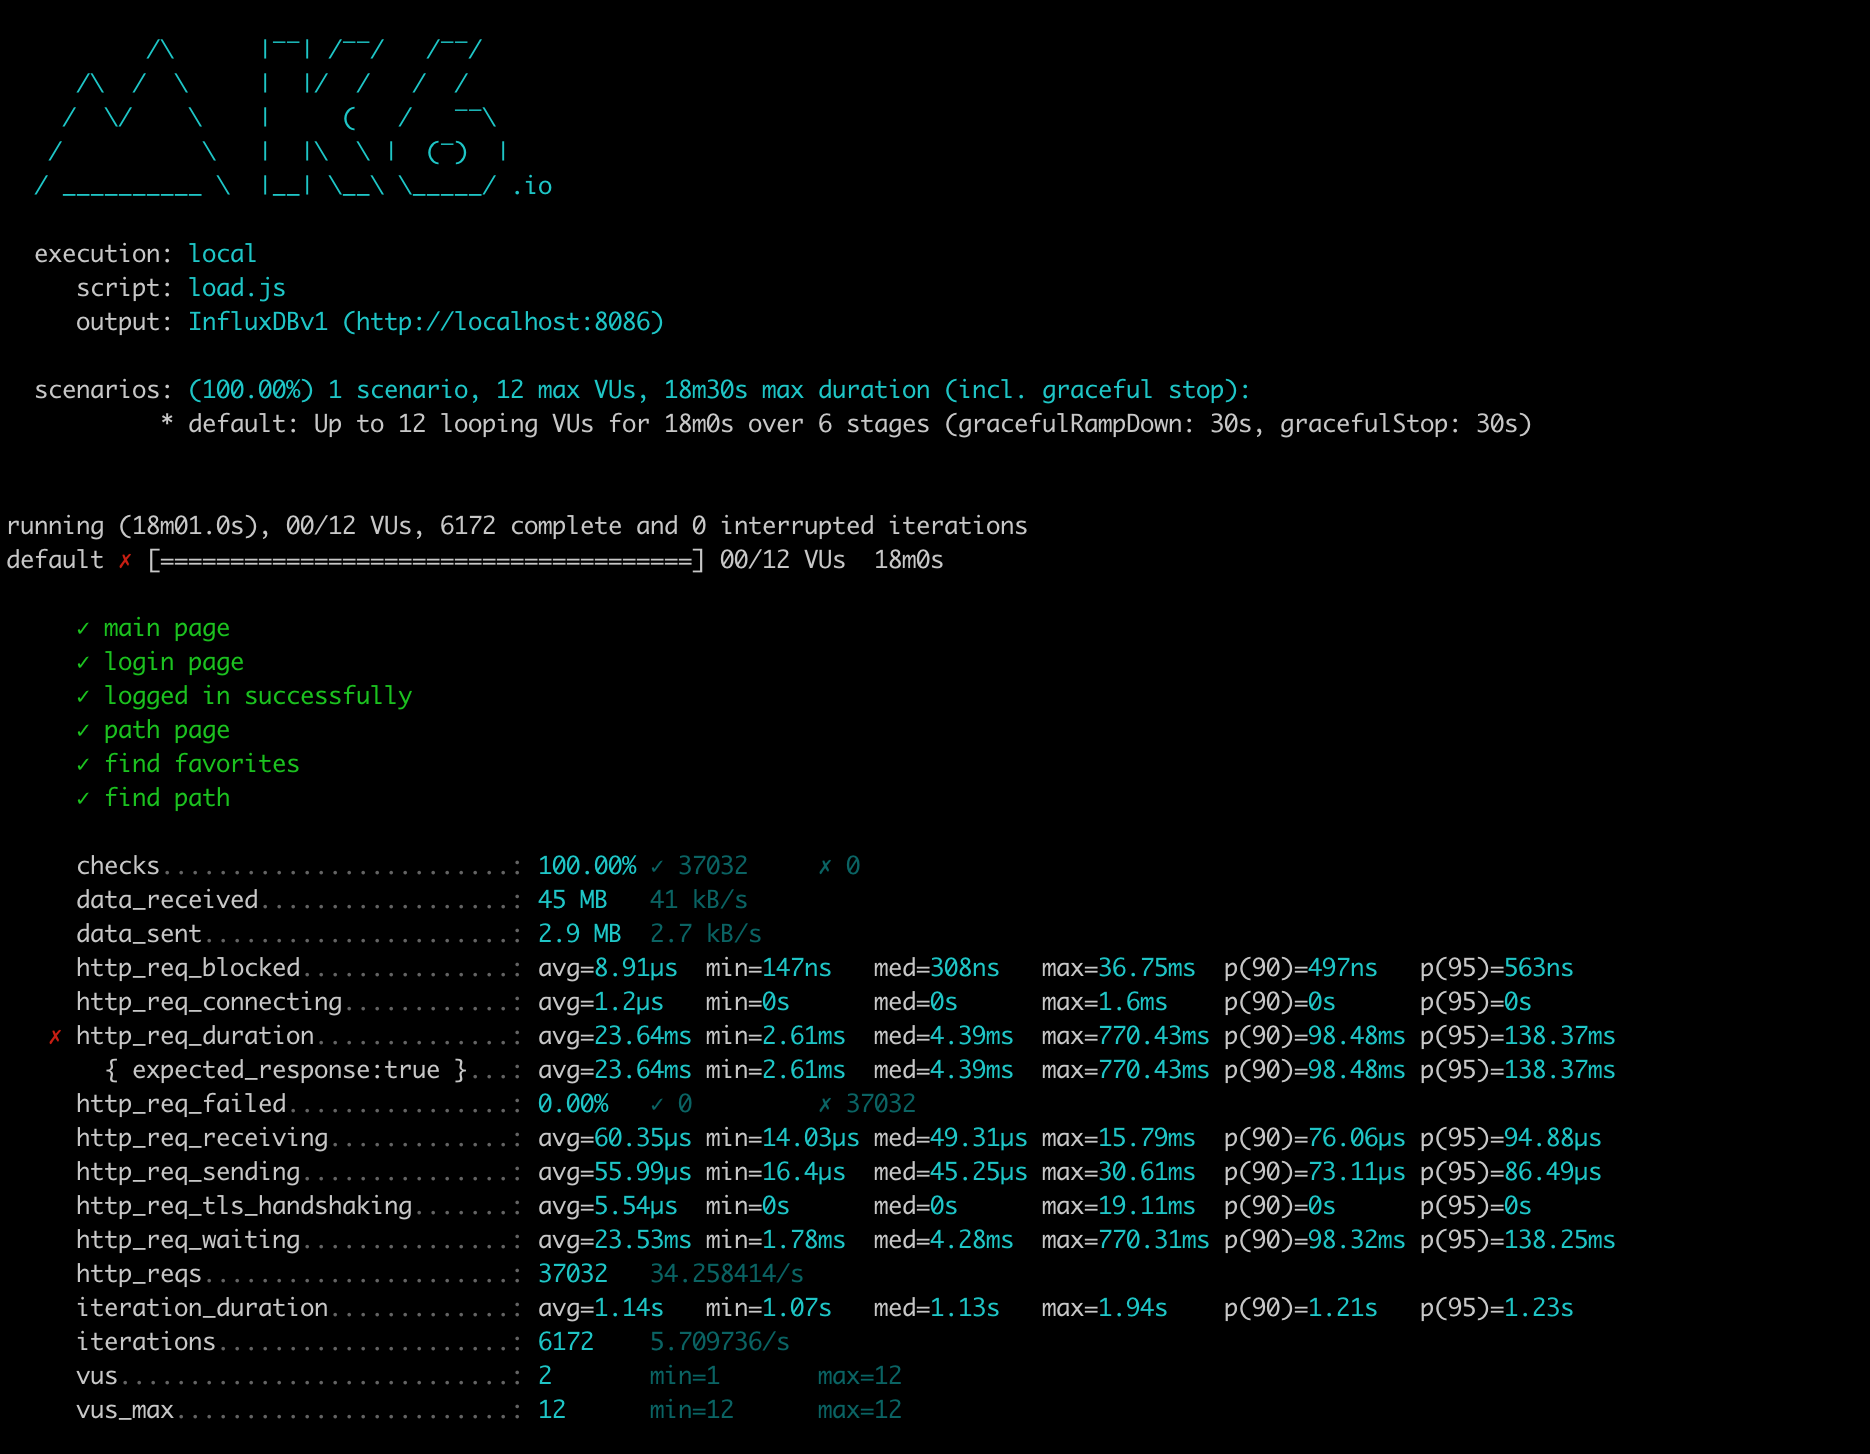 /\      |‾‾| /‾‾/   /‾‾/
     /\  /  \     |  |/  /   /  /
    /  \/    \    |     (   /   ‾‾\
   /          \   |  |\  \ |  (‾)  |
  / __________ \  |__| \__\ \_____/ .io

  execution: local
     script: load.js
     output: InfluxDBv1 (http://localhost:8086)

  scenarios: (100.00%) 1 scenario, 12 max VUs, 18m30s max duration (incl. graceful stop):
           * default: Up to 12 looping VUs for 18m0s over 6 stages (gracefulRampDown: 30s, gracefulStop: 30s)

running (18m01.0s), 00/12 VUs, 6172 complete and 0 interrupted iterations
default ✗ [======================================] 00/12 VUs  18m0s

     ✓ main page
     ✓ login page
     ✓ logged in successfully
     ✓ path page
     ✓ find favorites
     ✓ find path

     checks.........................: 100.00% ✓ 37032     ✗ 0
     data_received..................: 45 MB   41 kB/s
     data_sent......................: 2.9 MB  2.7 kB/s
     http_req_blocked...............: avg=8.91µs  min=147ns   med=308ns   max=36.75ms  p(90)=497ns   p(95)=563ns
     http_req_connecting............: avg=1.2µs   min=0s      med=0s      max=1.6ms    p(90)=0s      p(95)=0s
   ✗ http_req_duration..............: avg=23.64ms min=2.61ms  med=4.39ms  max=770.43ms p(90)=98.48ms p(95)=138.37ms
       { expected_response:true }...: avg=23.64ms min=2.61ms  med=4.39ms  max=770.43ms p(90)=98.48ms p(95)=138.37ms
     http_req_failed................: 0.00%   ✓ 0         ✗ 37032
     http_req_receiving.............: avg=60.35µs min=14.03µs med=49.31µs max=15.79ms  p(90)=76.06µs p(95)=94.88µs
     http_req_sending...............: avg=55.99µs min=16.4µs  med=45.25µs max=30.61ms  p(90)=73.11µs p(95)=86.49µs
     http_req_tls_handshaking.......: avg=5.54µs  min=0s      med=0s      max=19.11ms  p(90)=0s      p(95)=0s
     http_req_waiting...............: avg=23.53ms min=1.78ms  med=4.28ms  max=770.31ms p(90)=98.32ms p(95)=138.25ms
     http_reqs......................: 37032   34.258414/s
     iteration_duration.............: avg=1.14s   min=1.07s   med=1.13s   max=1.94s    p(90)=1.21s   p(95)=1.23s
     iterations.....................: 6172    5.709736/s
     vus............................: 2       min=1       max=12
     vus_max........................: 12      min=12      max=12